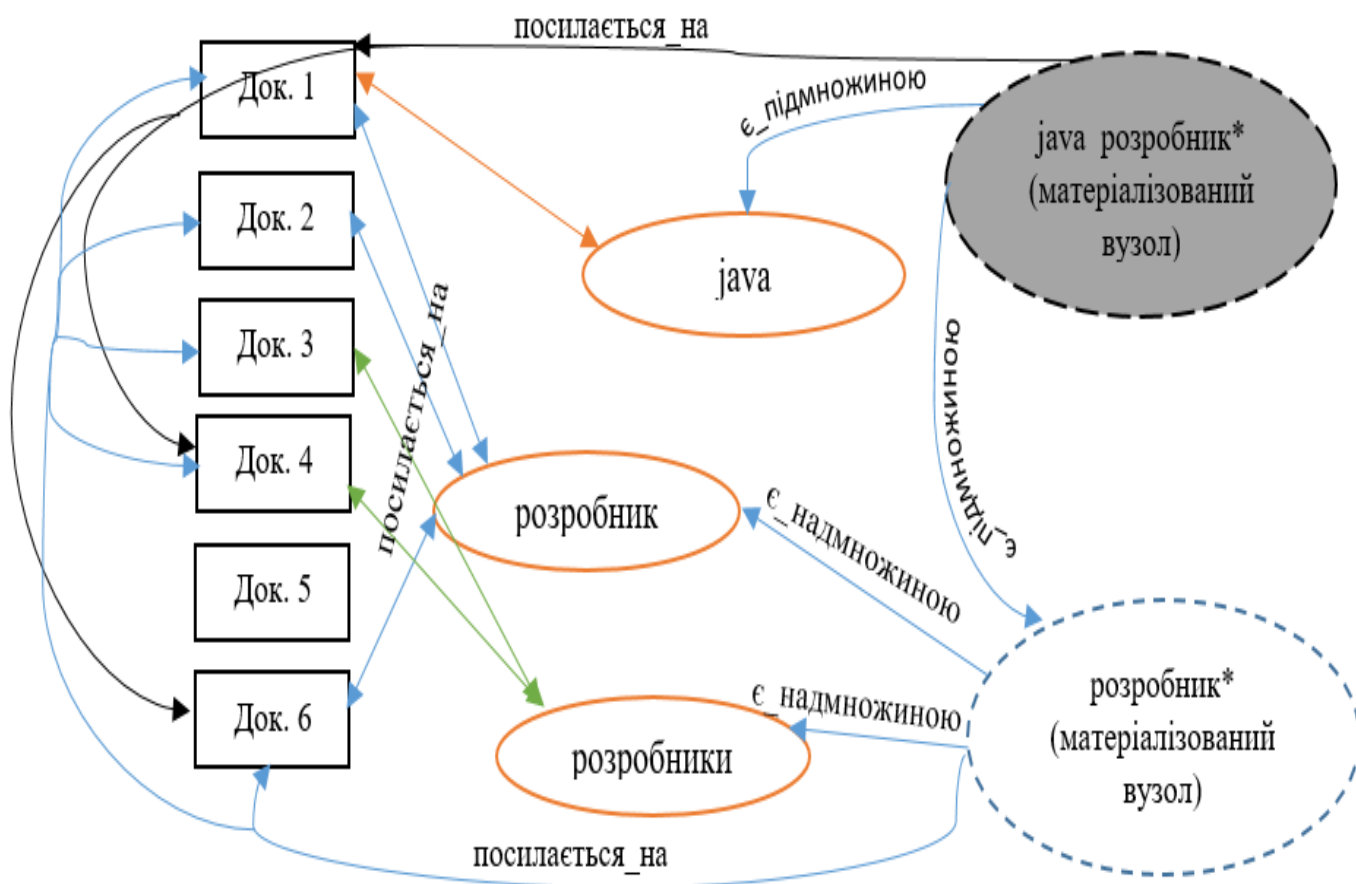 посилається_на
Док. 1
є_підмножиною
java розробник*
(матеріалізований
вузол)
Док. 2
java
Док. 3
посилається_на
є_підмножиною
Док. 4
розробник
є_надмножиною
Док. 5
Док. 6
є_надмножиною
розробники
розробник*
(матеріалізований
вузол)
посилається_на